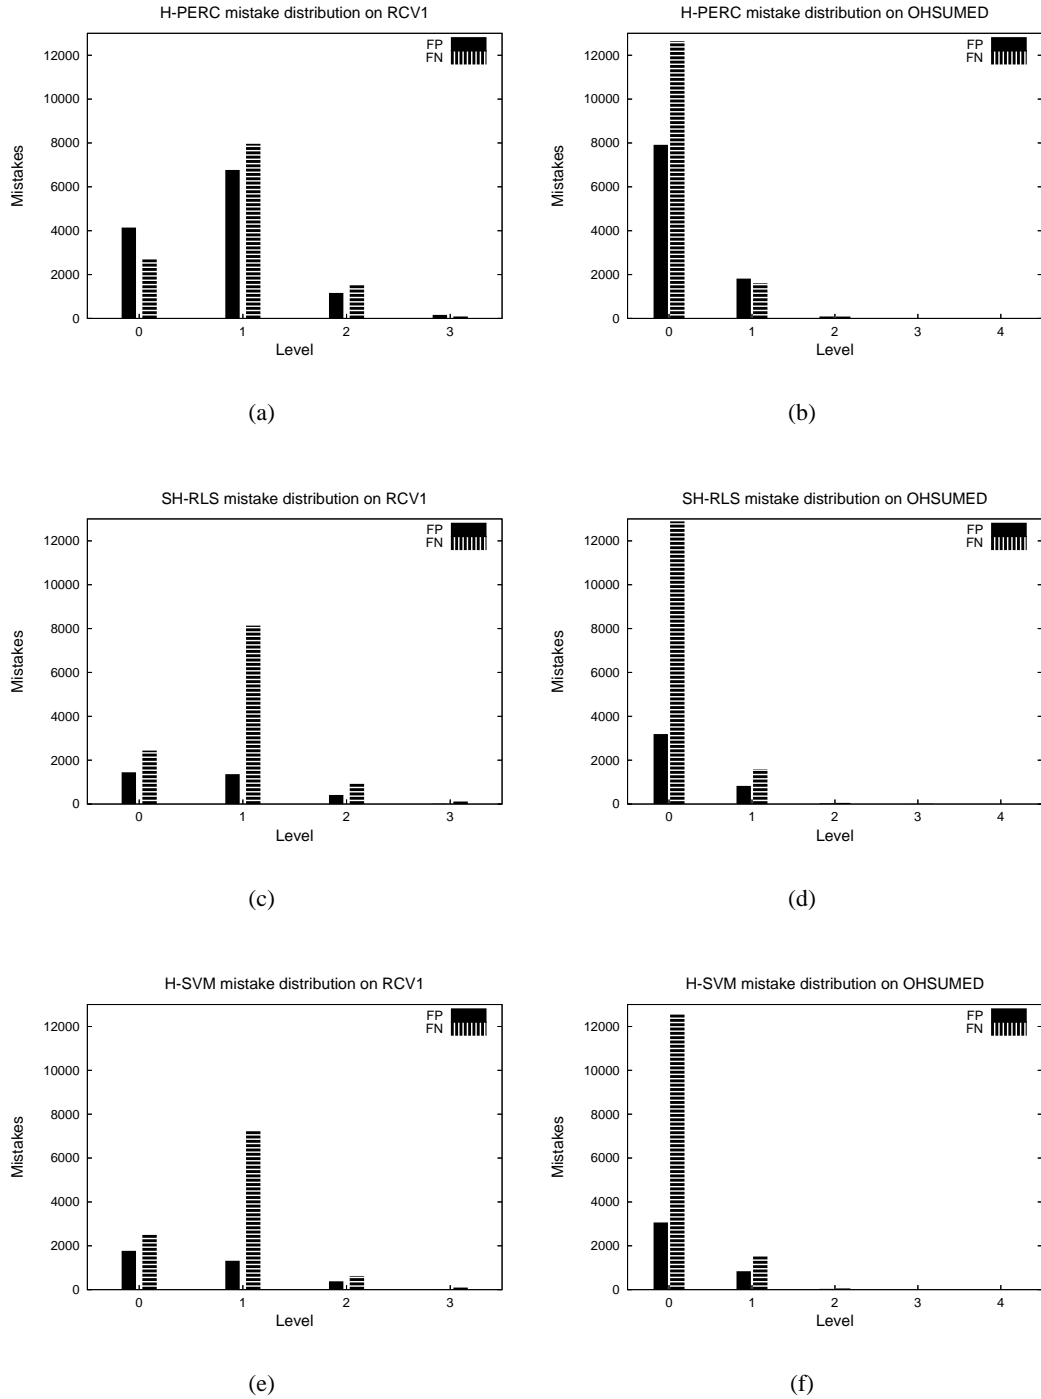 H-PERC mistake distribution on RCV1
FP
FN
12000
10000
8000
6000
4000
2000
0
Mistakes
0 1 2 3
Level
(a)
H-PERC mistake distribution on OHSUMED
FP
FN
12000
10000
8000
6000
4000
2000
0
Mistakes
0 1 2 3 4
Level
(b)
SH-RLS mistake distribution on RCV1
FP
FN
12000
10000
8000
6000
4000
2000
0
Mistakes
0 1 2 3
Level
(c)
SH-RLS mistake distribution on OHSUMED
FP
FN
12000
10000
8000
6000
4000
2000
0
Mistakes
0 1 2 3 4
Level
(d)
H-SVM mistake distribution on RCV1
FP
FN
12000
10000
8000
6000
4000
2000
0
Mistakes
0 1 2 3
Level
(e)
H-SVM mistake distribution on OHSUMED
FP
FN
12000
10000
8000
6000
4000
2000
0
Mistakes
0 1 2 3 4
Level
(f)